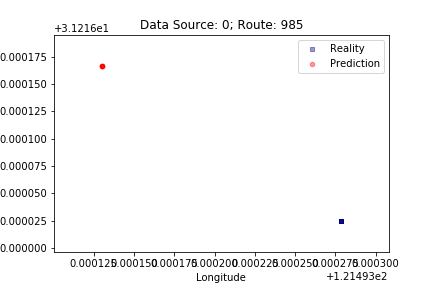 +3.1216e1
Data Source: 0; Route: 985
Reality
Prediction
0.000175
0.000150
0.000125
0.000100
0.000075
0.000050
0.000025
0.000000
0.000125 0.000150 0.000175 0.000200 0.000225 0.000250 0.000275 0.000300
Longitude
+1.21493e2